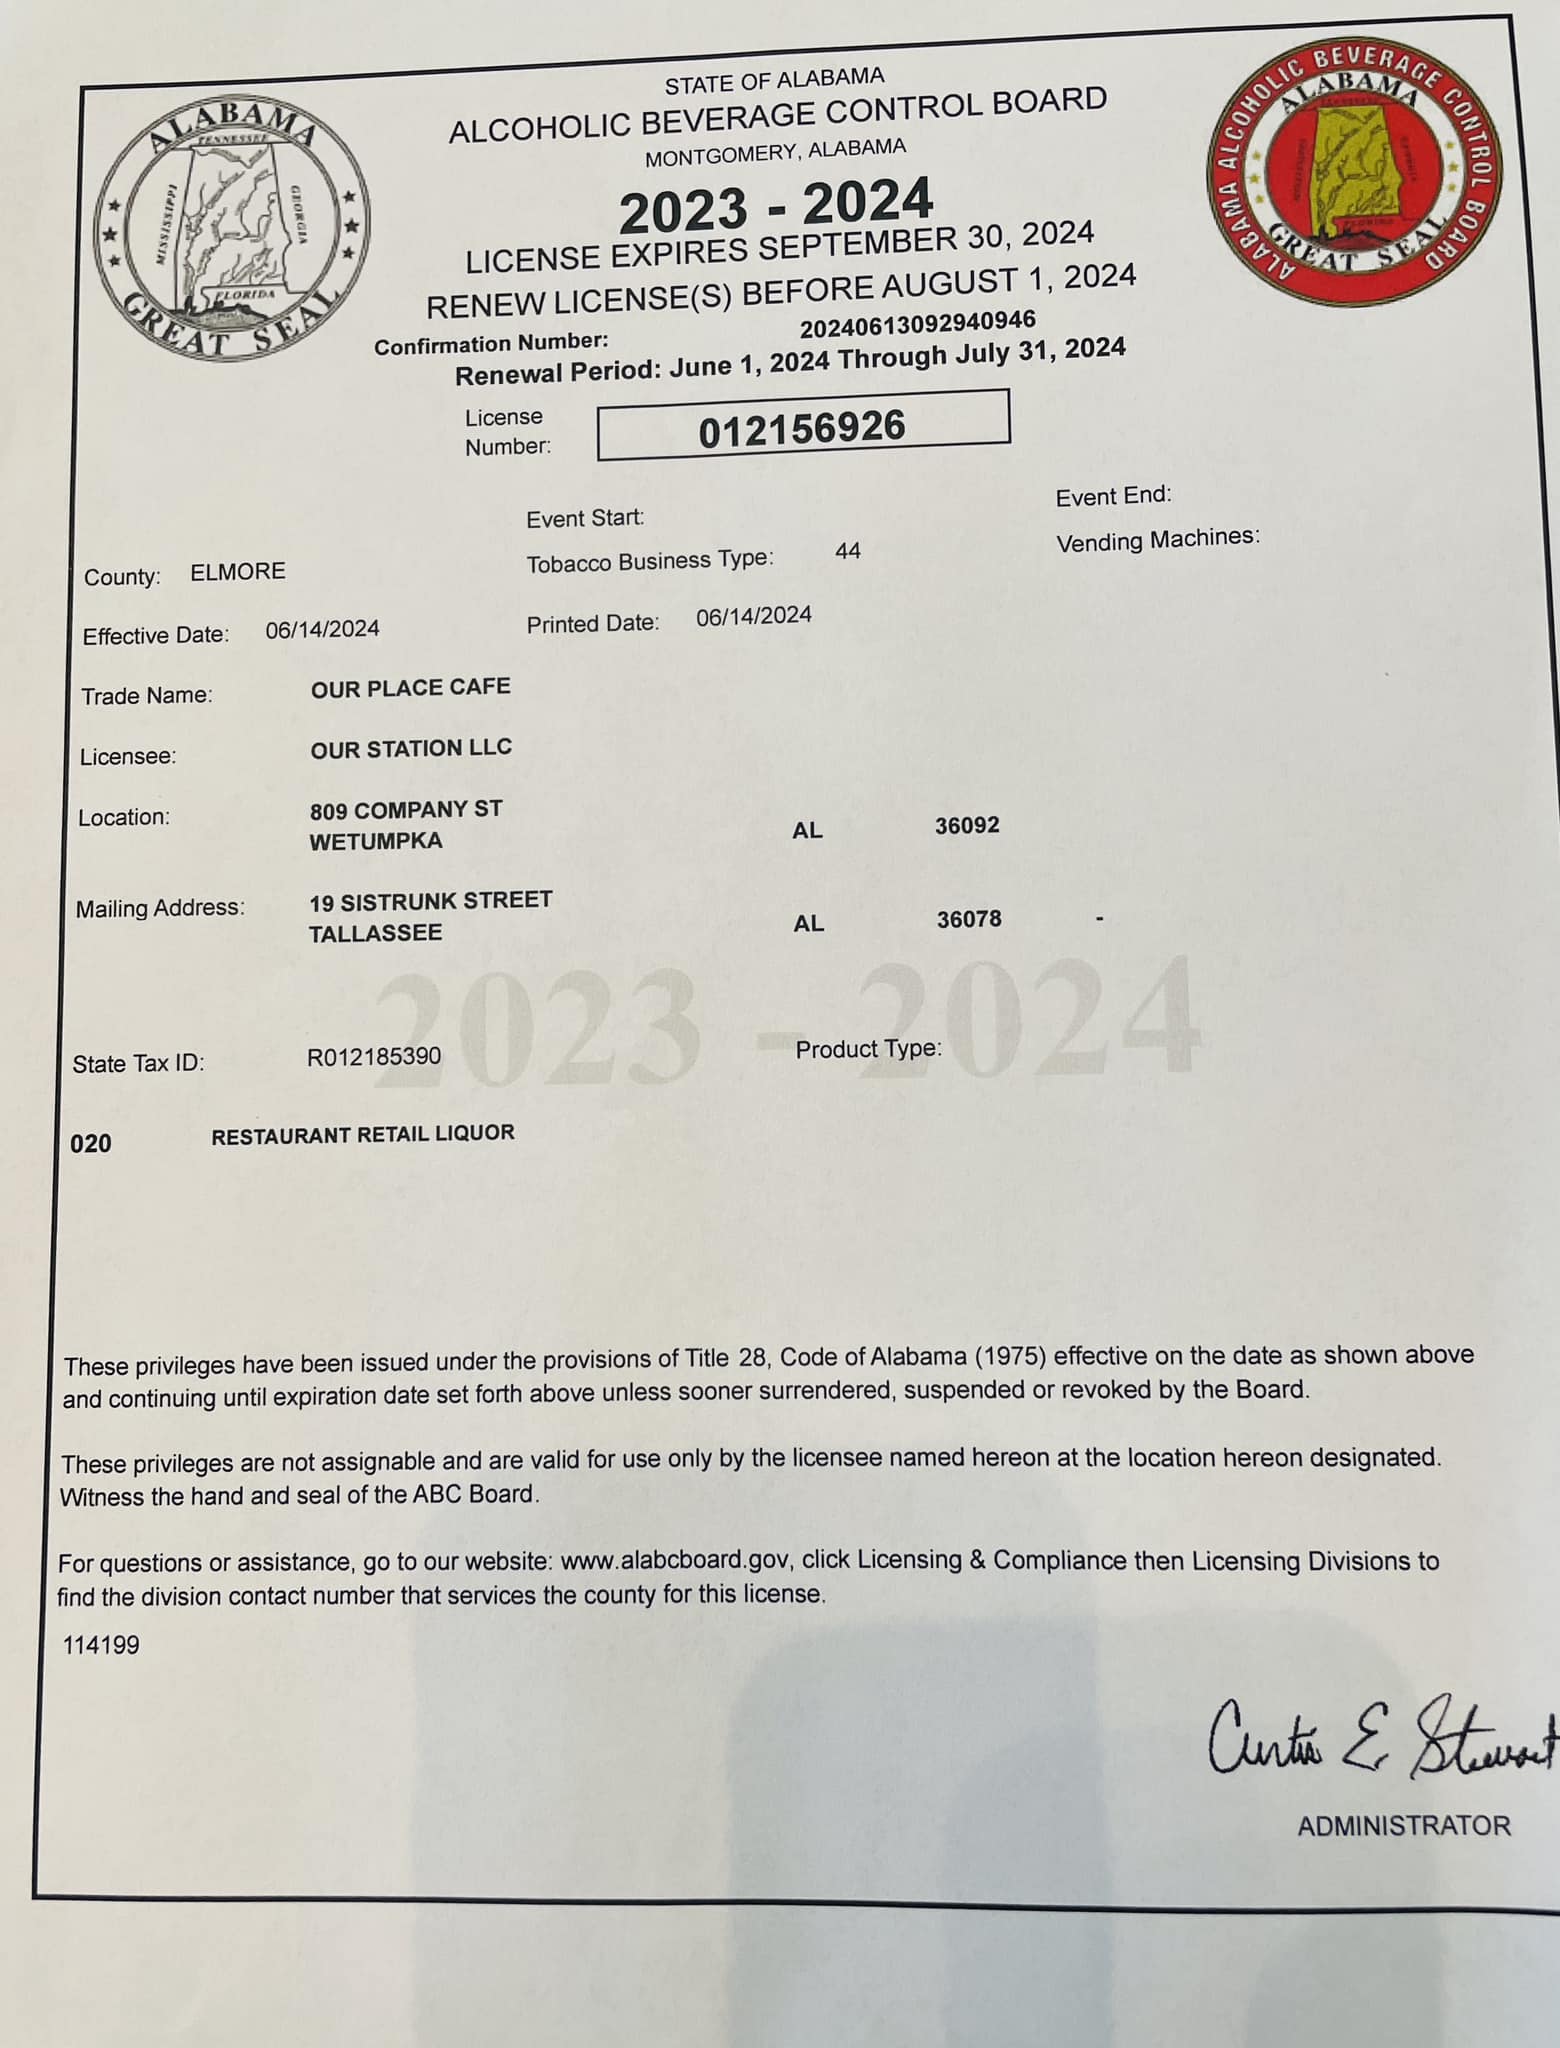 STATE OF ALABAMA
ALCOHOLIC BEVERAGE CONTROL BOARD
MONTGOMERY, ALABAMA
2023 - 2024
LICENSE EXPIRES SEPTEMBER 30, 2024
RENEW LICENSE(S) BEFORE AUGUST 1, 2024
Confirmation Number: 20240613092940946
Renewal Period: June 1, 2024 Through July 31, 2024
ALABAMA
TENNESSEE
MISSISSIPPI
GEORGIA
FLORIDA
GREAT SEAL
ALABAMA ALCOHOLIC BEVERAGE CONTROL BOARD
ALABAMA
MISSISSIPPI
GEORGIA
FLORIDA
GREAT SEAL
License
Number: 012156926
Event Start: Event End:
County: ELMORE Tobacco Business Type: 44 Vending Machines:
Effective Date: 06/14/2024 Printed Date: 06/14/2024
Trade Name: OUR PLACE CAFE
Licensee: OUR STATION LLC
Location: 809 COMPANY ST
WETUMPKA AL 36092
Mailing Address: 19 SISTRUNK STREET
TALLASSEE AL 36078 -
2023 - 2024
State Tax ID: R012185390 Product Type:
020 RESTAURANT RETAIL LIQUOR
These privileges have been issued under the provisions of Title 28, Code of Alabama (1975) effective on the date as shown above
and continuing until expiration date set forth above unless sooner surrendered, suspended or revoked by the Board.
These privileges are not assignable and are valid for use only by the licensee named hereon at the location hereon designated.
Witness the hand and seal of the ABC Board.
For questions or assistance, go to our website: www.alabcboard.gov, click Licensing & Compliance then Licensing Divisions to
find the division contact number that services the county for this license.
114199
Curtis E. Stewart
ADMINISTRATOR